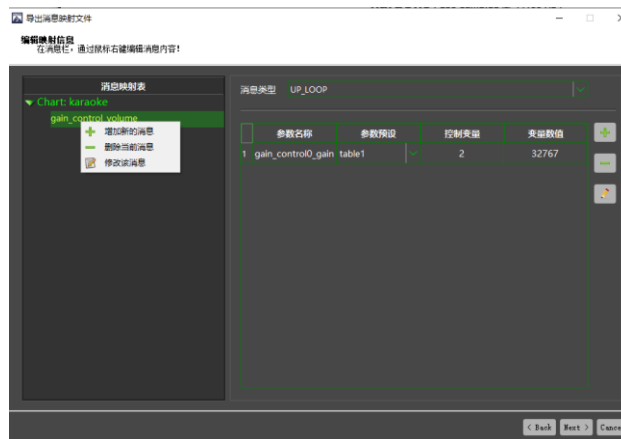 导出消息映射文件
编辑映射信息
在消息栏，通过鼠标右键编辑消息内容!
消息映射表
Chart: karaoke
gain_control_volume
增加新的消息
删除当前消息
修改该消息
消息类型 UP_LOOP
参数名称 参数预设 控制变量 变量数值
1 gain_control0_gain table1 2 32767
< Back Next > Cance